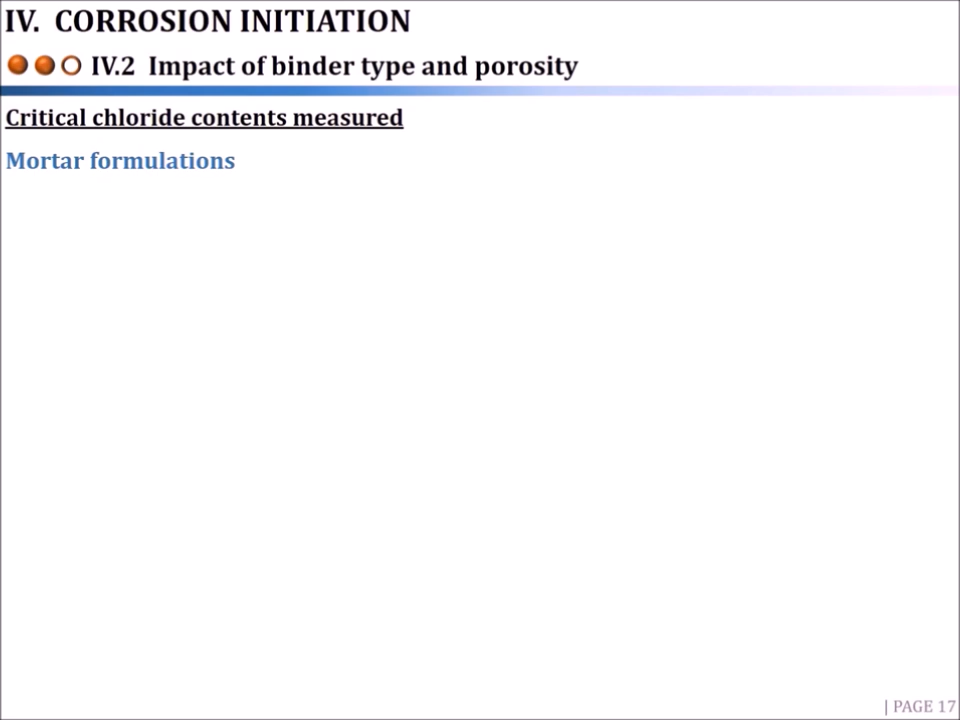 IV. CORROSION INITIATION
IV.2 Impact of binder type and porosity
Critical chloride contents measured
Mortar formulations
| PAGE 17